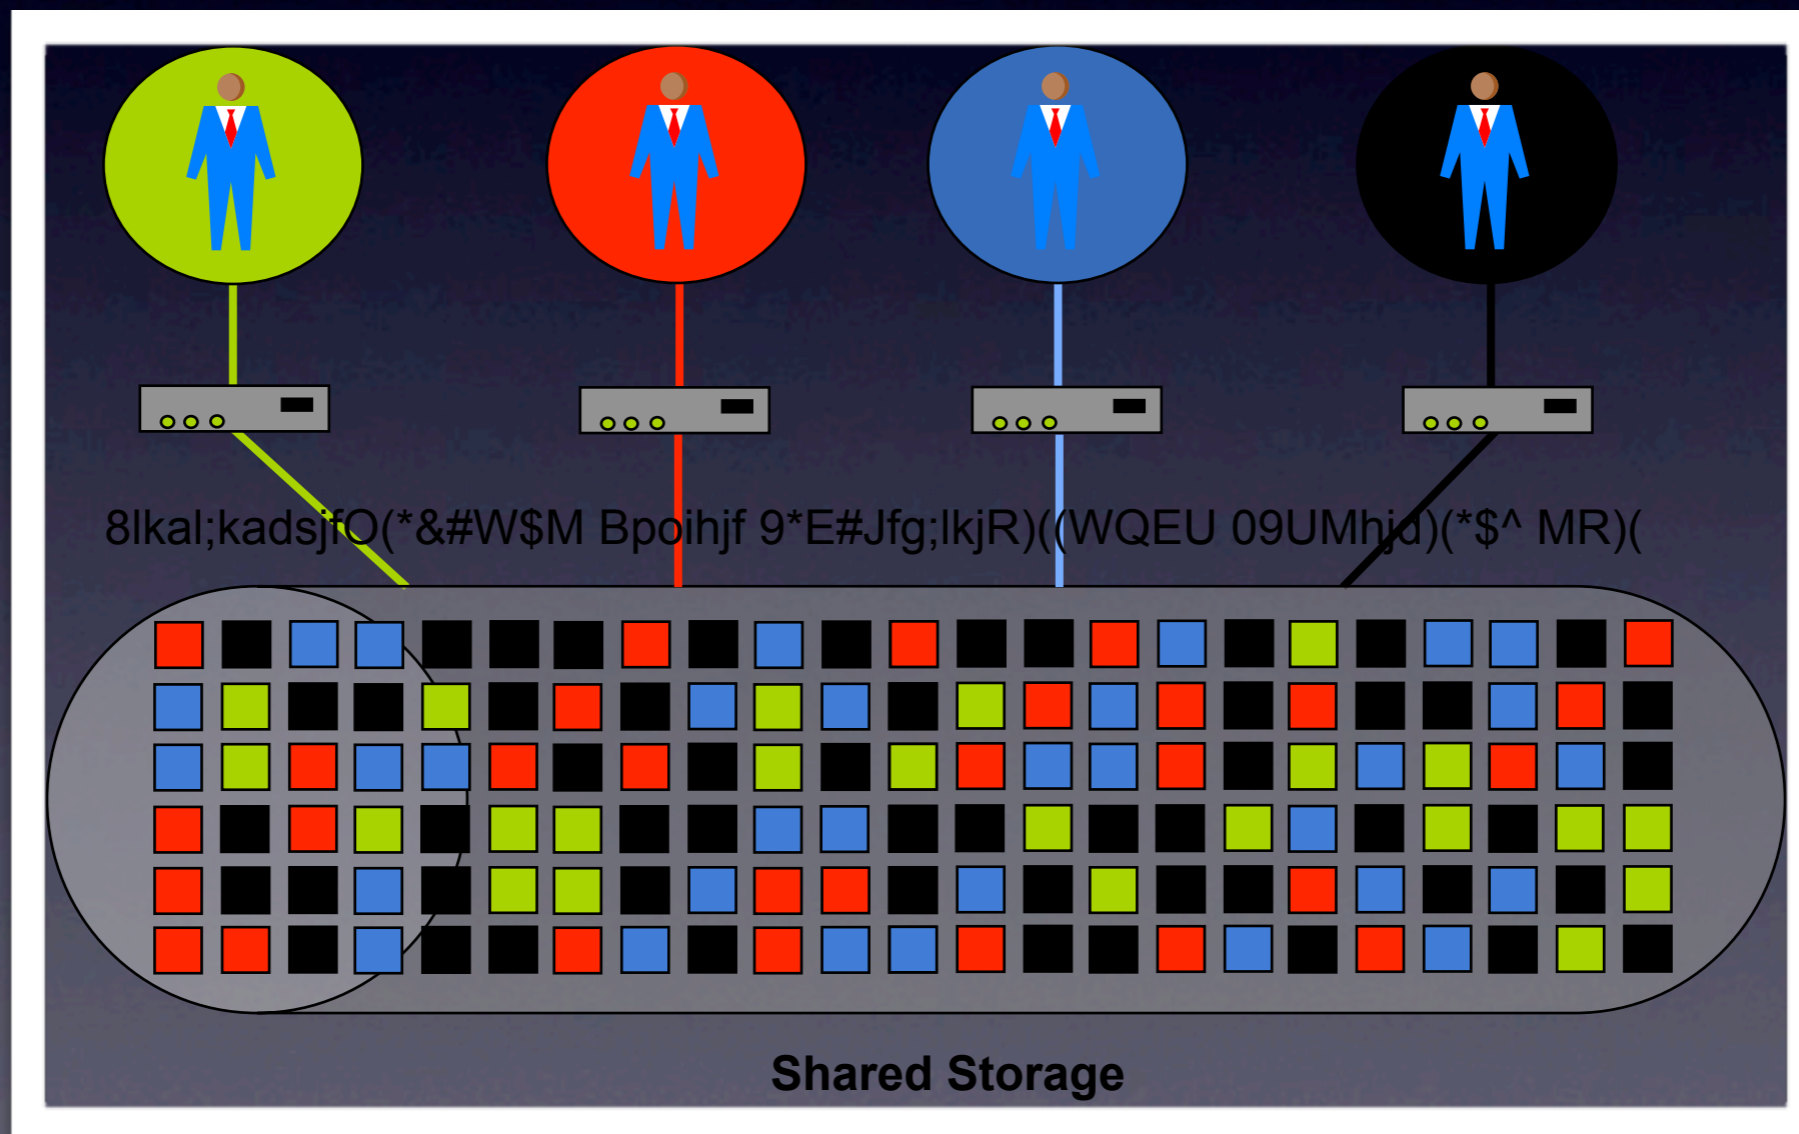 8lkal;kadsjfO(*&#W$M Bpoihjf 9*E#Jfg;lkjR)((WQEU 09UMhjd)(*$^ MR)(
Shared Storage